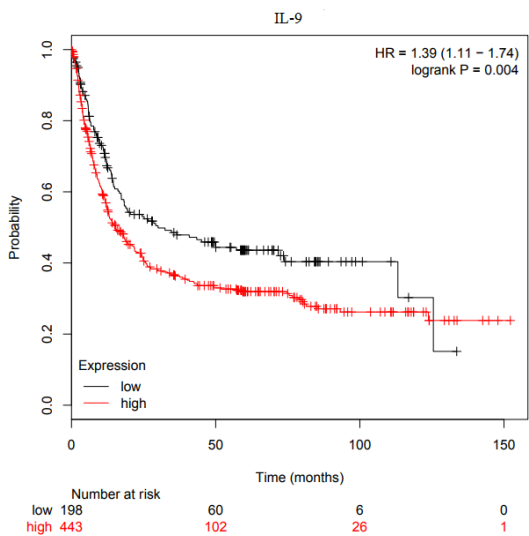 IL-9
HR = 1.39 (1.11 − 1.74)
logrank P = 0.004
Probability
1.0
0.8
0.6
0.4
0.2
0.0
Expression
low
high
0 50 100 150
Time (months)
Number at risk
low 198 60 6 0
high 443 102 26 1